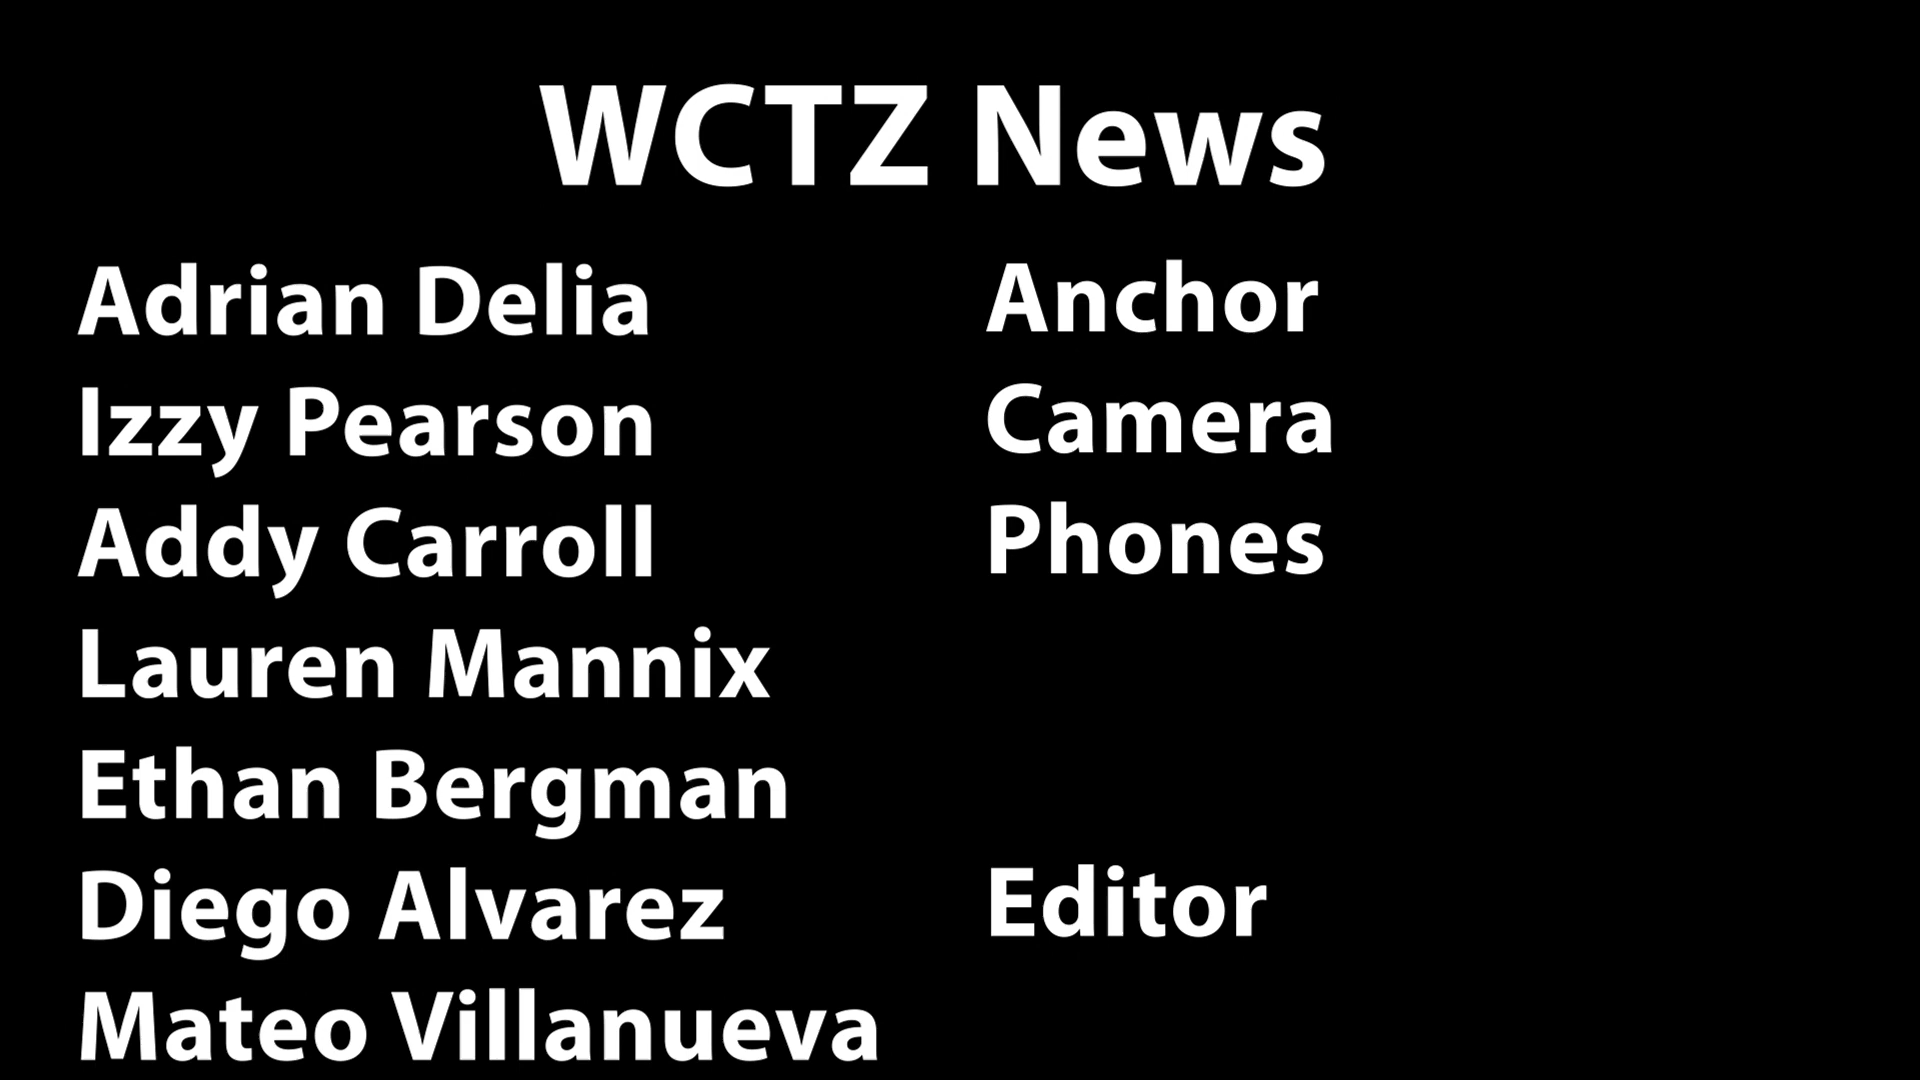 WCTZ News
Adrian Delia Anchor
Izzy Pearson Camera
Addy Carroll Phones
Lauren Mannix
Ethan Bergman
Diego Alvarez Editor
Mateo Villanueva